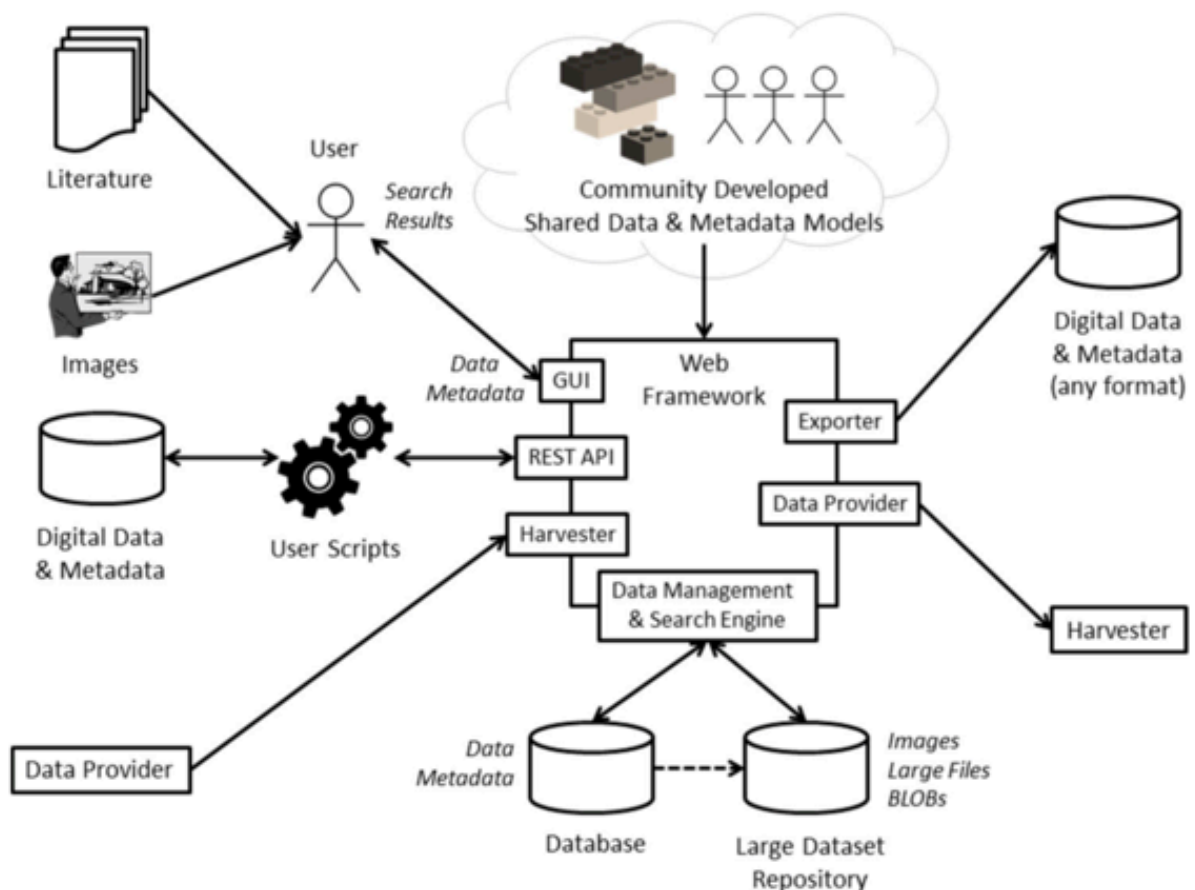 Literature
User
Search
Results
Images
Community Developed
Shared Data & Metadata Models
Digital Data
& Metadata
(any format)
Data
Metadata
GUI
Web
Framework
Exporter
REST API
Data Provider
Harvester
Digital Data
& Metadata
User Scripts
Data Management
& Search Engine
Harvester
Data Provider
Data
Metadata
Images
Large Files
BLOBs
Database
Large Dataset
Repository